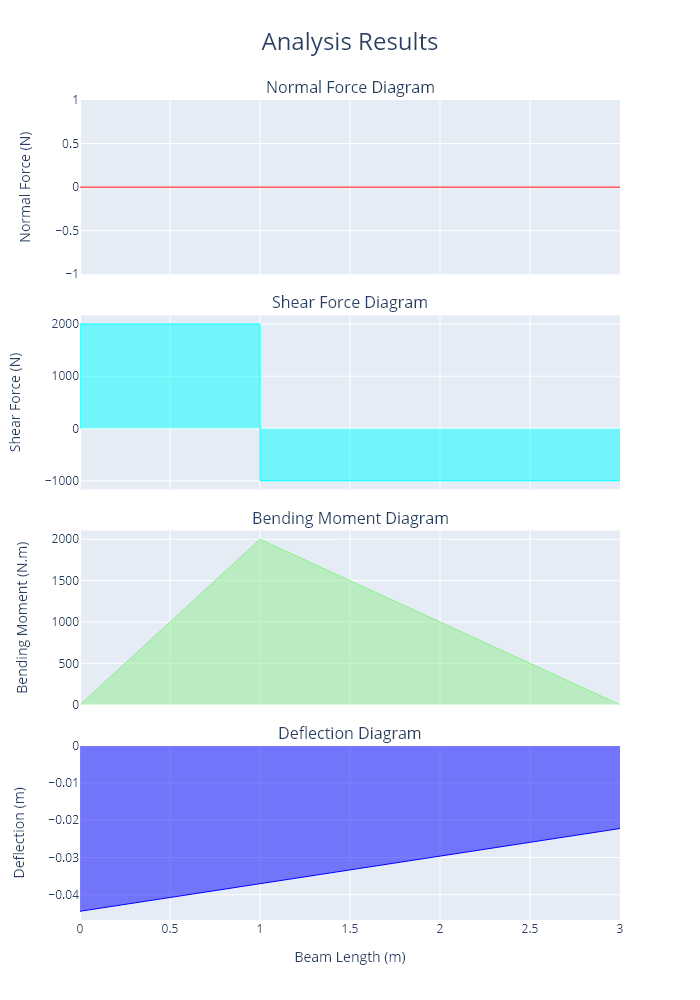 Analysis Results
Normal Force Diagram
Normal Force (N)
1
0.5
0
−0.5
−1
Shear Force Diagram
Shear Force (N)
2000
1000
0
−1000
Bending Moment Diagram
Bending Moment (N.m)
2000
1500
1000
500
0
Deflection Diagram
Deflection (m)
0
−0.01
−0.02
−0.03
−0.04
0 0.5 1 1.5 2 2.5 3
Beam Length (m)